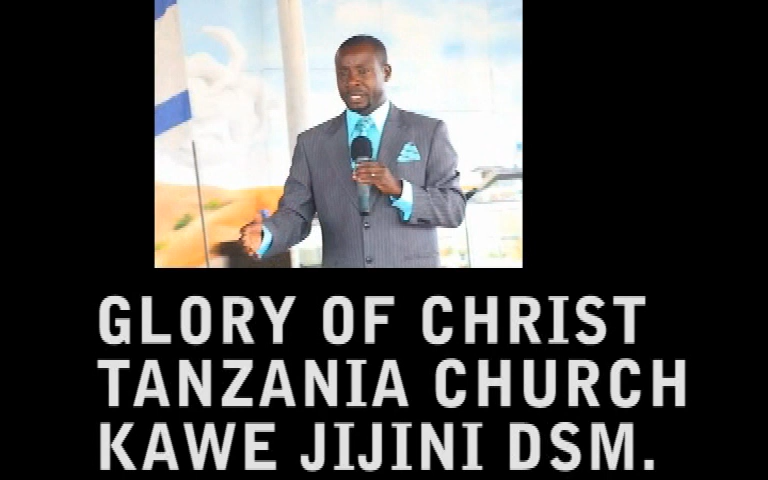 GLORY OF CHRIST
TANZANIA CHURCH
KAWE JIJINI DSM.